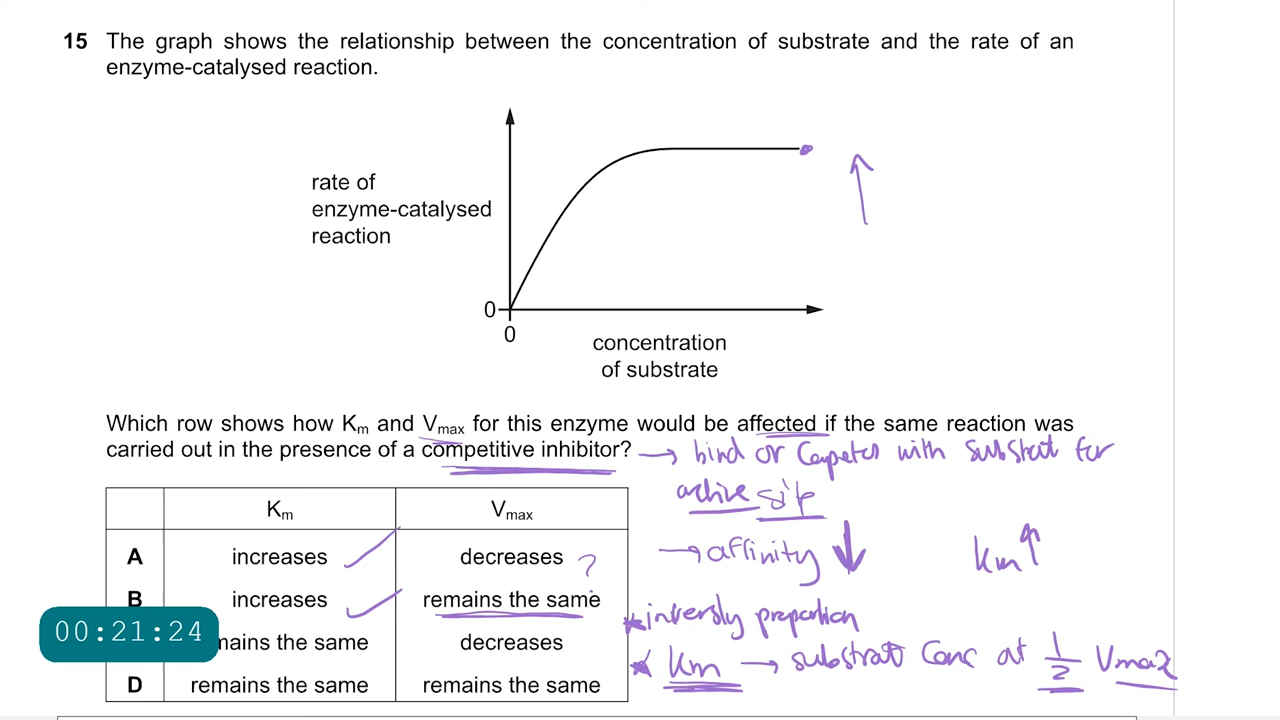 15 The graph shows the relationship between the concentration of substrate and the rate of an
enzyme-catalysed reaction.
rate of
enzyme-catalysed
reaction
0
0
concentration
of substrate
Which row shows how Km and Vmax for this enzyme would be affected if the same reaction was
carried out in the presence of a competitive inhibitor?
→ bind or Competes with Substrat for
active site
→ affinity ↓ Km ↑
* inversly proportion
* Km → substrat Conc at 1/2 Vmax
Km Vmax
A increases decreases ?
B increases remains the same
mains the same decreases
D remains the same remains the same
00:21:24